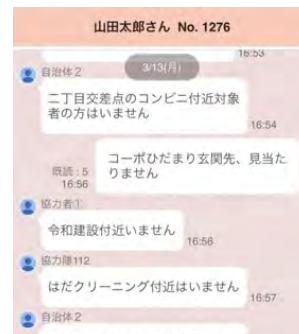 山田太郎さん No. 1276
16:53
自治体2
3/13(月)
二丁目交差点のコンビニ付近対象
者の方はいません
16:54
コーポひだまり玄関先、見当た
りません
既読:5
16:56
協力者①
令和建設付近いません
16:56
協力隊112
はだクリーニング付近はいません
16:57
自治体2